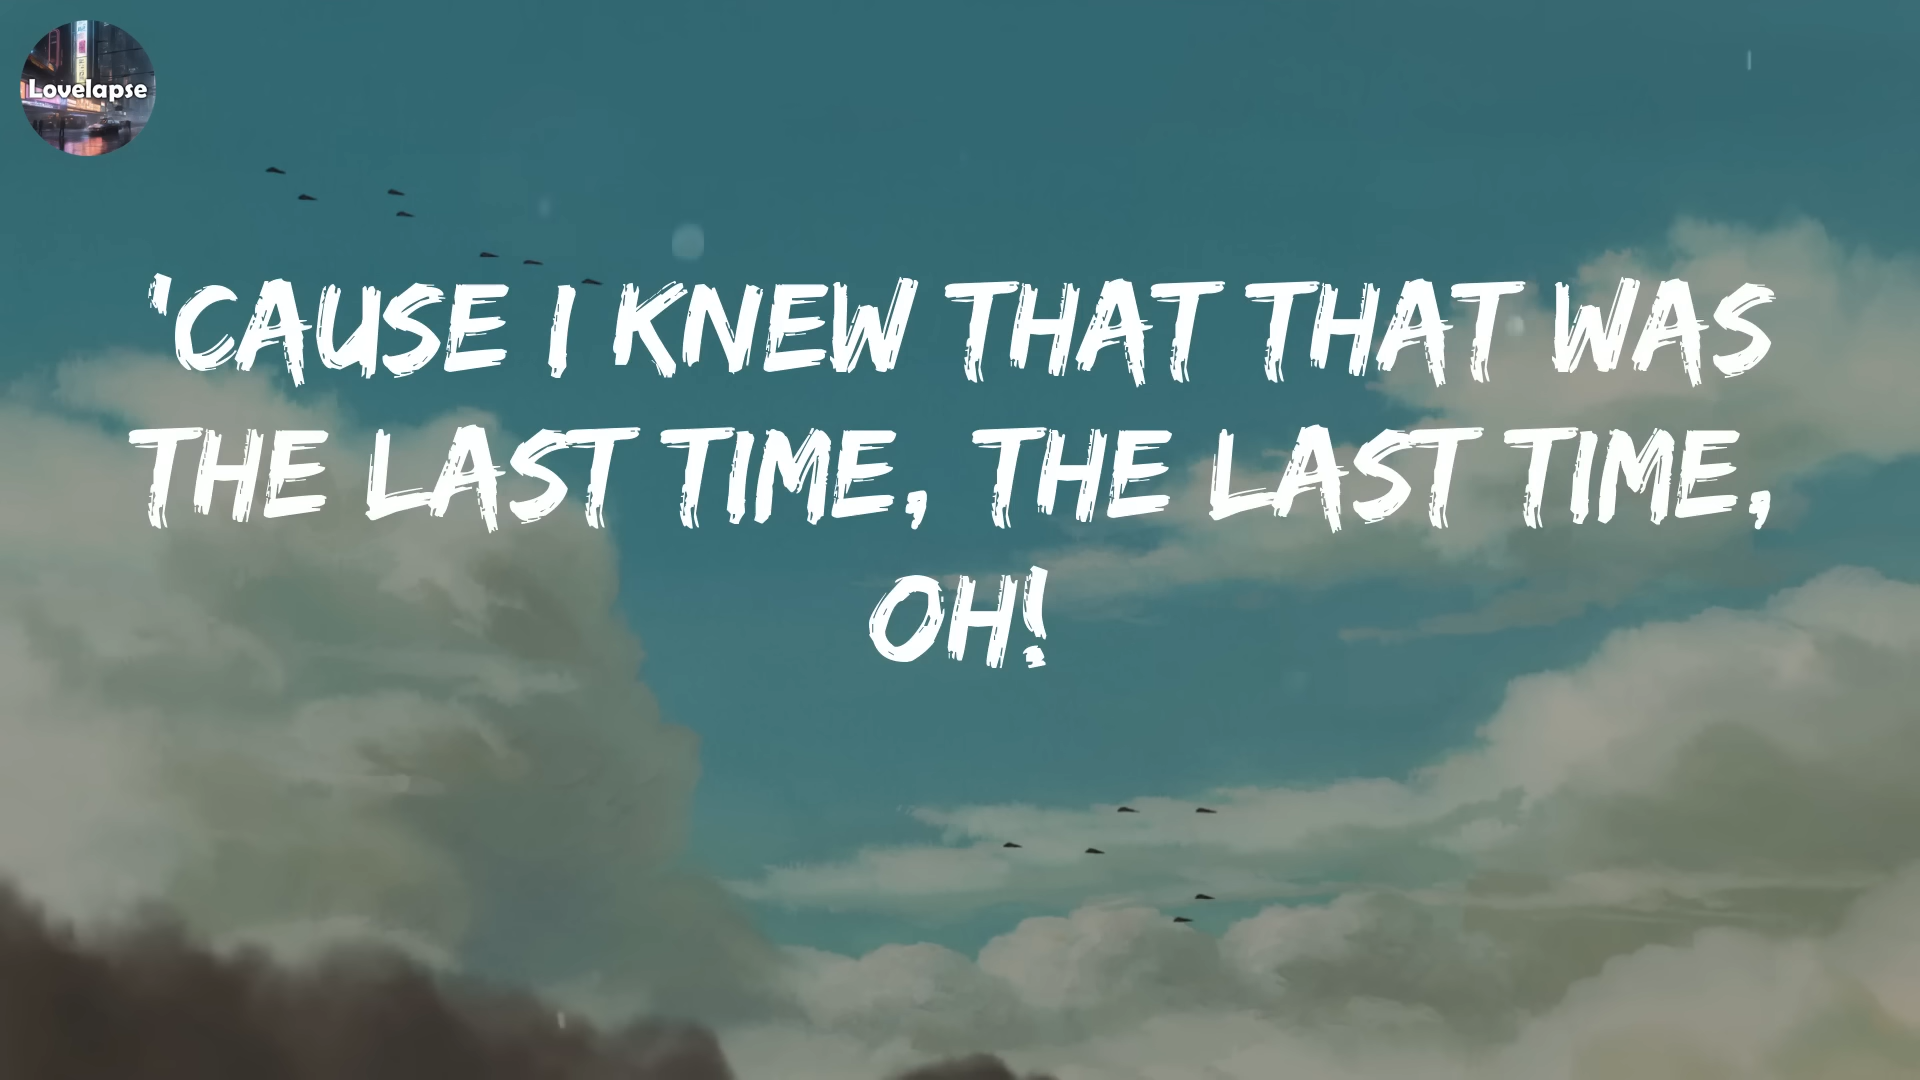 Lovelapse
'CAUSE I KNEW THAT THAT WAS
THE LAST TIME, THE LAST TIME,
OH!